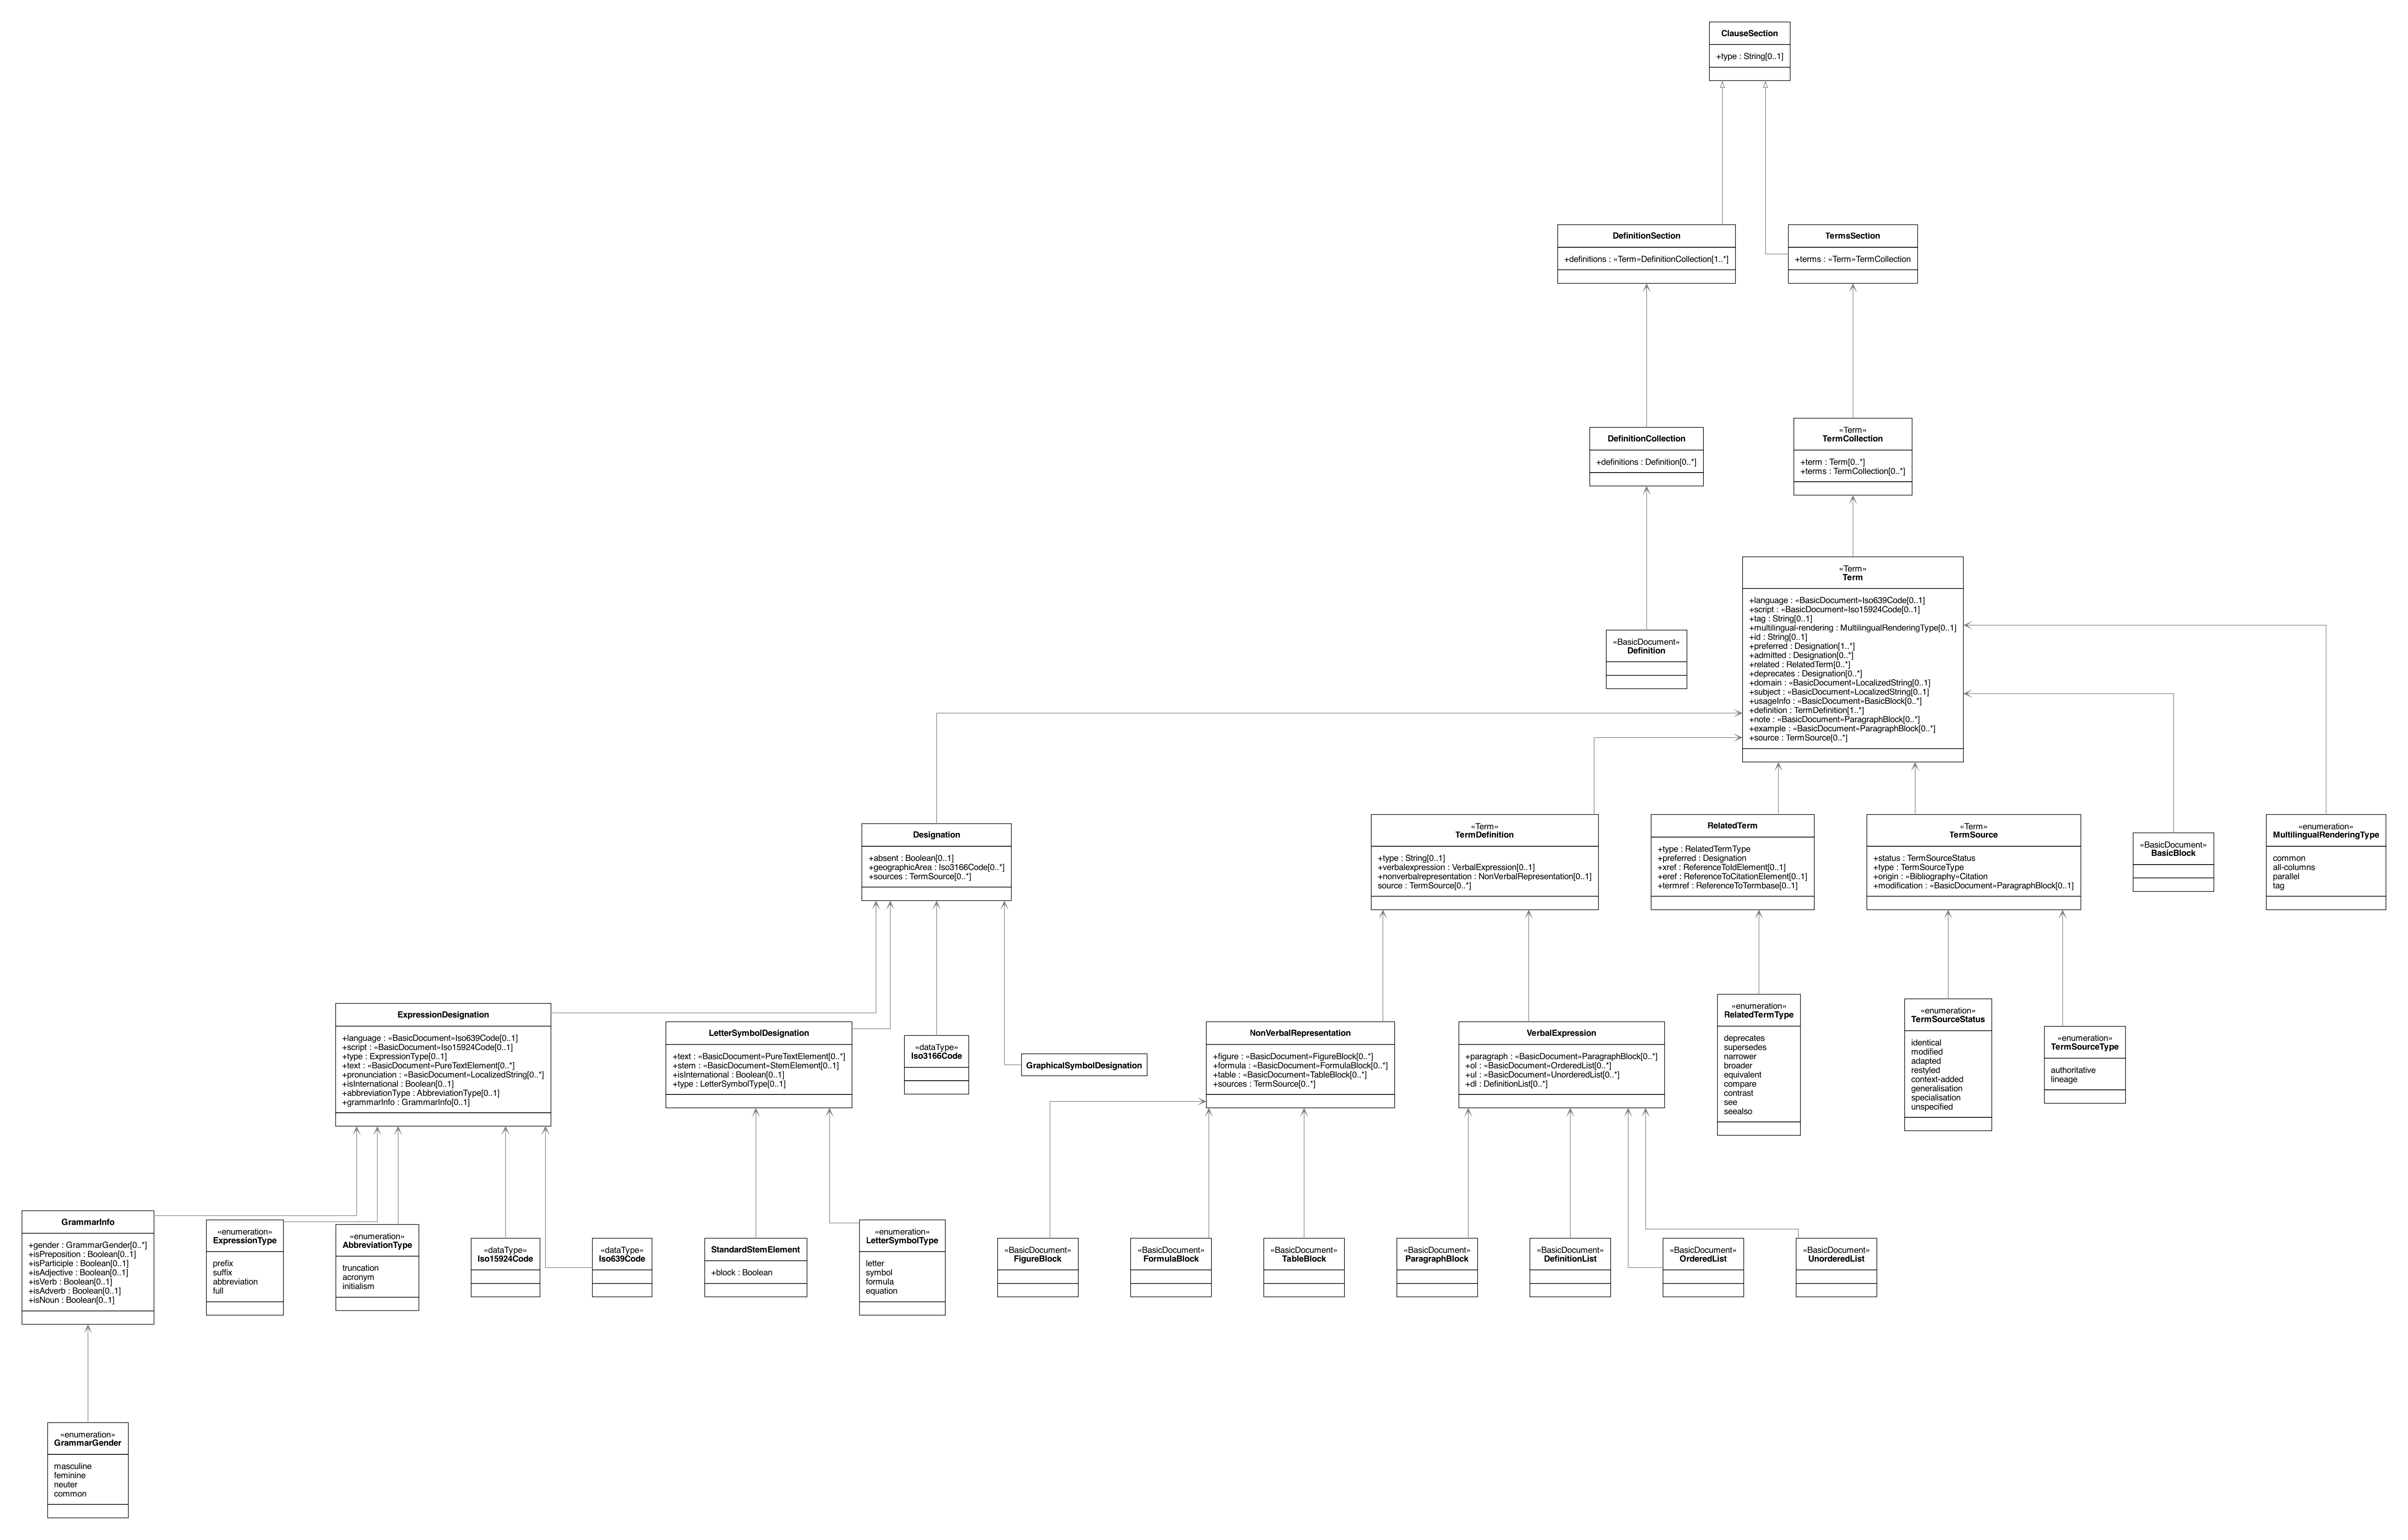 ClauseSection
+type : String[0..1]
DefinitionSection
+definitions : «Term»DefinitionCollection[1..*]
TermsSection
+terms : «Term»TermCollection
DefinitionCollection
+definitions : Definition[0..*]
«Term»
TermCollection
+term : Term[0..*]
+terms : TermCollection[0..*]
«Term»
Term
+language : «BasicDocument»Iso639Code[0..1]
+script : «BasicDocument»Iso15924Code[0..1]
+tag : String[0..1]
+multilingual-rendering : MultilingualRenderingType[0..1]
+id : String[0..1]
+preferred : Designation[1..*]
+admitted : Designation[0..*]
+related : RelatedTerm[0..*]
+deprecates : Designation[0..*]
+domain : «BasicDocument»LocalizedString[0..1]
+subject : «BasicDocument»LocalizedString[0..1]
+usageInfo : «BasicDocument»BasicBlock[0..*]
+definition : TermDefinition[1..*]
+note : «BasicDocument»ParagraphBlock[0..*]
+example : «BasicDocument»ParagraphBlock[0..*]
+source : TermSource[0..*]
«BasicDocument»
Definition
Designation
+absent : Boolean[0..1]
+geographicArea : Iso3166Code[0..*]
+sources : TermSource[0..*]
«Term»
TermDefinition
+type : String[0..1]
+verbalexpression : VerbalExpression[0..1]
+nonverbalrepresentation : NonVerbalRepresentation[0..1]
source : TermSource[0..*]
RelatedTerm
+type : RelatedTermType
+preferred : Designation
+xref : ReferenceToIdElement[0..1]
+eref : ReferenceToCitationElement[0..1]
+termref : ReferenceToTermbase[0..1]
«Term»
TermSource
+status : TermSourceStatus
+type : TermSourceType
+origin : «Bibliography»Citation
+modification : «BasicDocument»ParagraphBlock[0..1]
«BasicDocument»
BasicBlock
«enumeration»
MultilingualRenderingType
common
all-columns
parallel
tag
ExpressionDesignation
+language : «BasicDocument»Iso639Code[0..1]
+script : «BasicDocument»Iso15924Code[0..1]
+type : ExpressionType[0..1]
+text : «BasicDocument»PureTextElement[0..*]
+pronunciation : «BasicDocument»LocalizedString[0..*]
+isInternational : Boolean[0..1]
+abbreviationType : AbbreviationType[0..1]
+grammarInfo : GrammarInfo[0..1]
LetterSymbolDesignation
+text : «BasicDocument»PureTextElement[0..*]
+stem : «BasicDocument»StemElement[0..1]
+isInternational : Boolean[0..1]
+type : LetterSymbolType[0..1]
«dataType»
Iso3166Code
GraphicalSymbolDesignation
NonVerbalRepresentation
+figure : «BasicDocument»FigureBlock[0..*]
+formula : «BasicDocument»FormulaBlock[0..*]
+table : «BasicDocument»TableBlock[0..*]
+sources : TermSource[0..*]
VerbalExpression
+paragraph : «BasicDocument»ParagraphBlock[0..*]
+ol : «BasicDocument»OrderedList[0..*]
+ul : «BasicDocument»UnorderedList[0..*]
+dl : DefinitionList[0..*]
«enumeration»
RelatedTermType
deprecates
supersedes
narrower
broader
equivalent
compare
contrast
see
seealso
«enumeration»
TermSourceStatus
identical
modified
adapted
restyled
context-added
generalisation
specialisation
unspecified
«enumeration»
TermSourceType
authoritative
lineage
GrammarInfo
+gender : GrammarGender[0..*]
+isPreposition : Boolean[0..1]
+isParticiple : Boolean[0..1]
+isAdjective : Boolean[0..1]
+isVerb : Boolean[0..1]
+isAdverb : Boolean[0..1]
+isNoun : Boolean[0..1]
«enumeration»
ExpressionType
prefix
suffix
abbreviation
full
«enumeration»
AbbreviationType
truncation
acronym
initialism
«dataType»
Iso15924Code
«dataType»
Iso639Code
StandardStemElement
+block : Boolean
«enumeration»
LetterSymbolType
letter
symbol
formula
equation
«BasicDocument»
FigureBlock
«BasicDocument»
FormulaBlock
«BasicDocument»
TableBlock
«BasicDocument»
ParagraphBlock
«BasicDocument»
DefinitionList
«BasicDocument»
OrderedList
«BasicDocument»
UnorderedList
«enumeration»
GrammarGender
masculine
feminine
neuter
common